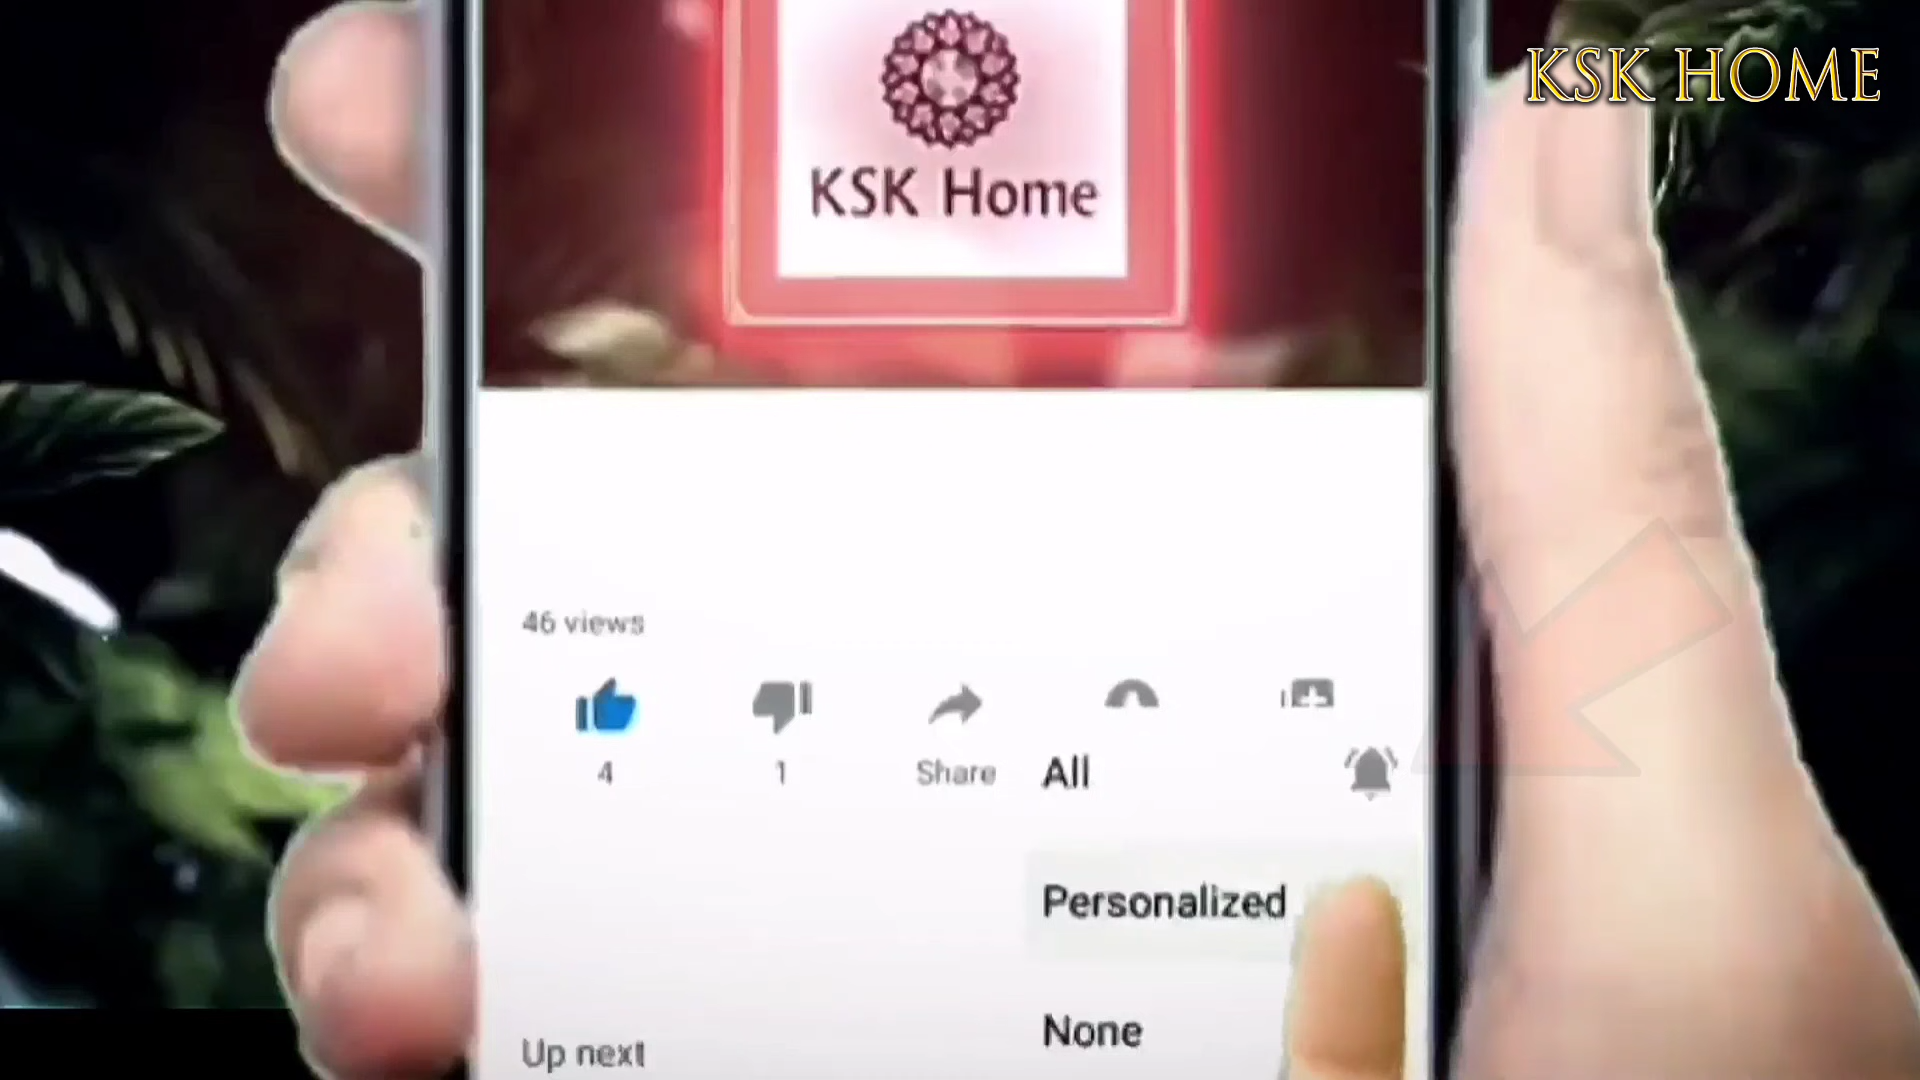 KSK HOME
KSK Home
46 views
4
1
Share
All
Personalized
None
Up next